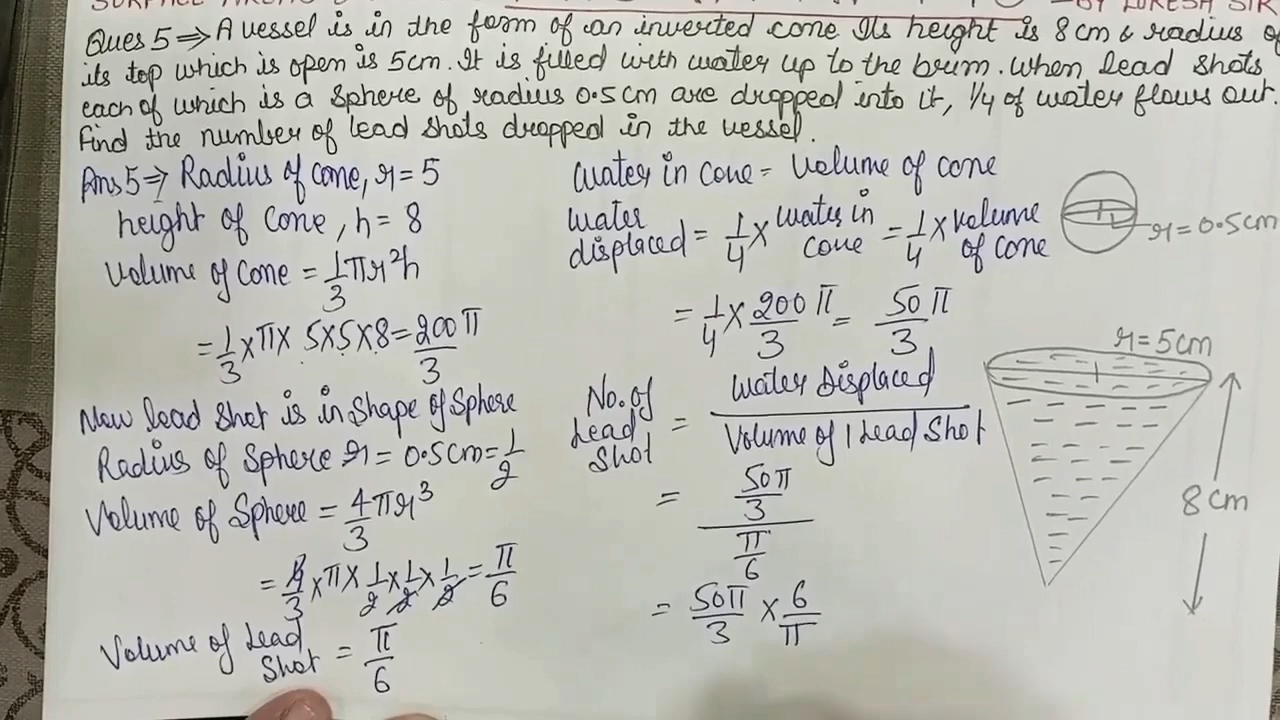 -BY LOKESH SIR
Ques 5⇒ A vessel is in the form of an inverted cone Its height is 8cm & radius of
its top which is open is 5cm. It is filled with water up to the brim. When lead shots
each of which is a sphere of radius 0.5cm are dropped into it, 1/4 of water flows out.
Find the number of lead shots dropped in the vessel.
Ans 5⇒ Radius of cone, r=5
height of Cone, h=8
Volume of Cone = 1/3 πr²h
= 1/3 × π × 5×5×8 = 200π/3
Now lead Shot is in Shape of Sphere
Radius of Sphere r = 0.5cm = 1/2
Volume of Sphere = 4/3 πr³
= 4/3 × π × 1/2 × 1/2 × 1/2 = π/6
Volume of Lead Shot = π/6
Water in Cone = Volume of cone
Water displaced = 1/4 × Water in cone = 1/4 × Volume of cone
= 1/4 × 200π/3 = 50π/3
No. of Lead Shot = Water Displaced / Volume of 1 Lead Shot
= 50π/3 / π/6
= 50π/3 × 6/π
r=0.5cm
r=5cm
8cm